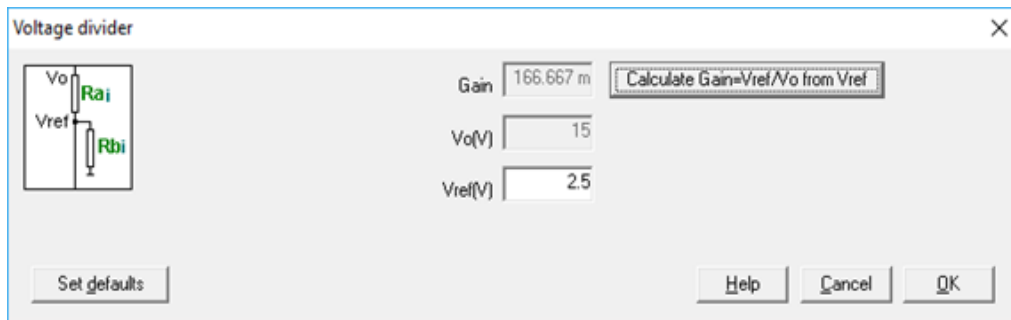 Voltage divider
Vo
Rai
Vref
Rbi
Gain 166.667 m Calculate Gain=Vref/Vo from Vref
Vo(V) 15
Vref(V) 2.5
Set defaults Help Cancel OK